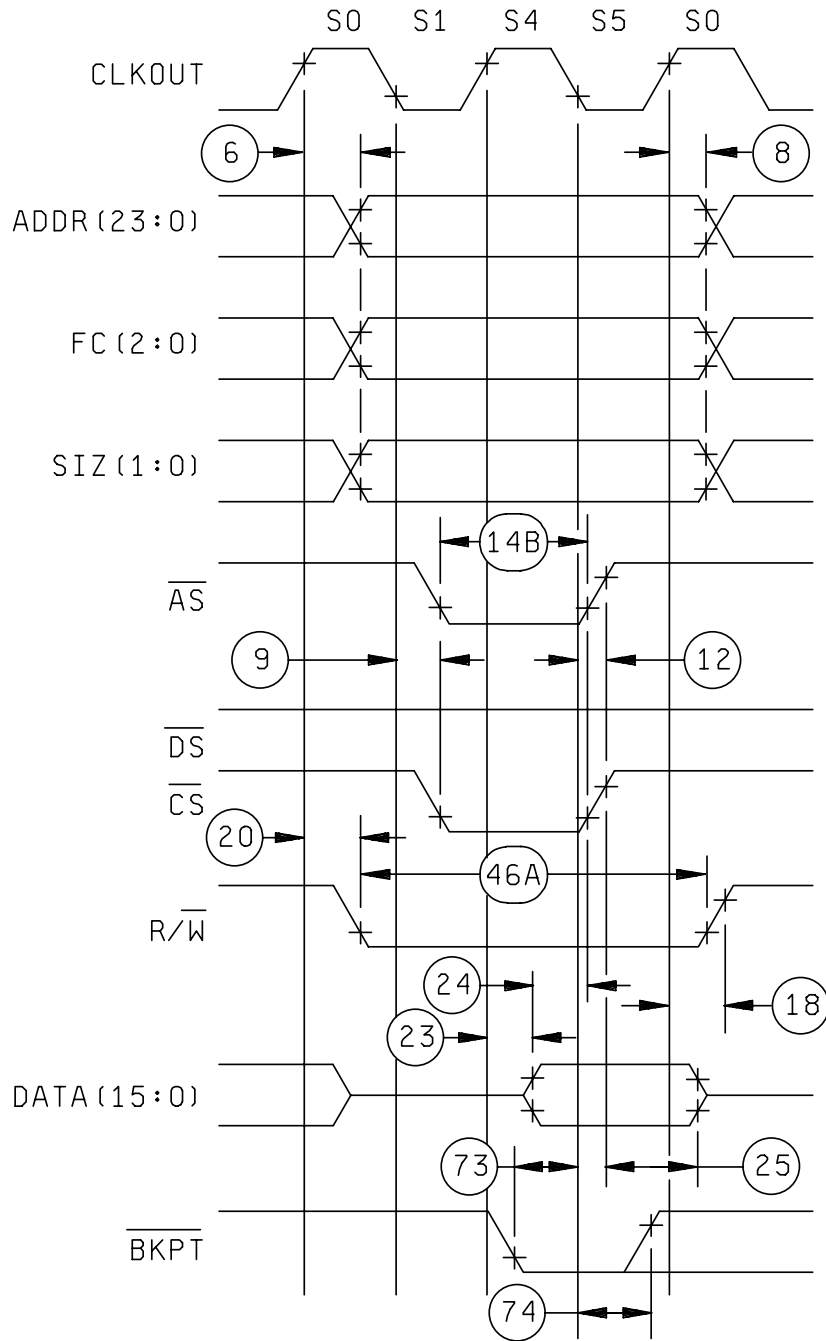 S0 S1 S4 S5 S0
CLKOUT
6 8
ADDR(23:0)
FC(2:0)
SIZ(1:0)
14B
AS
9 12
DS
CS
20
46A
R/W
24
18
23
DATA(15:0)
73 25
BKPT
74